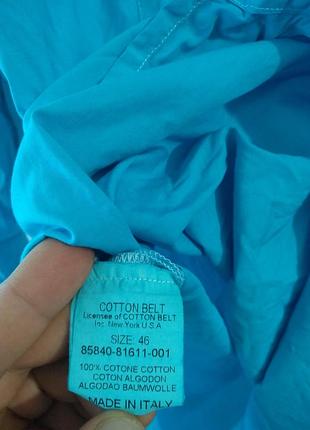 COTTON BELT
Licensee of COTTON BELT
Inc. New York U.S.A
SIZE: 46
85840-81611-001
100% COTONE COTTON
COTON ALGODON
ALGODAO BAUMWOLLE
MADE IN ITALY